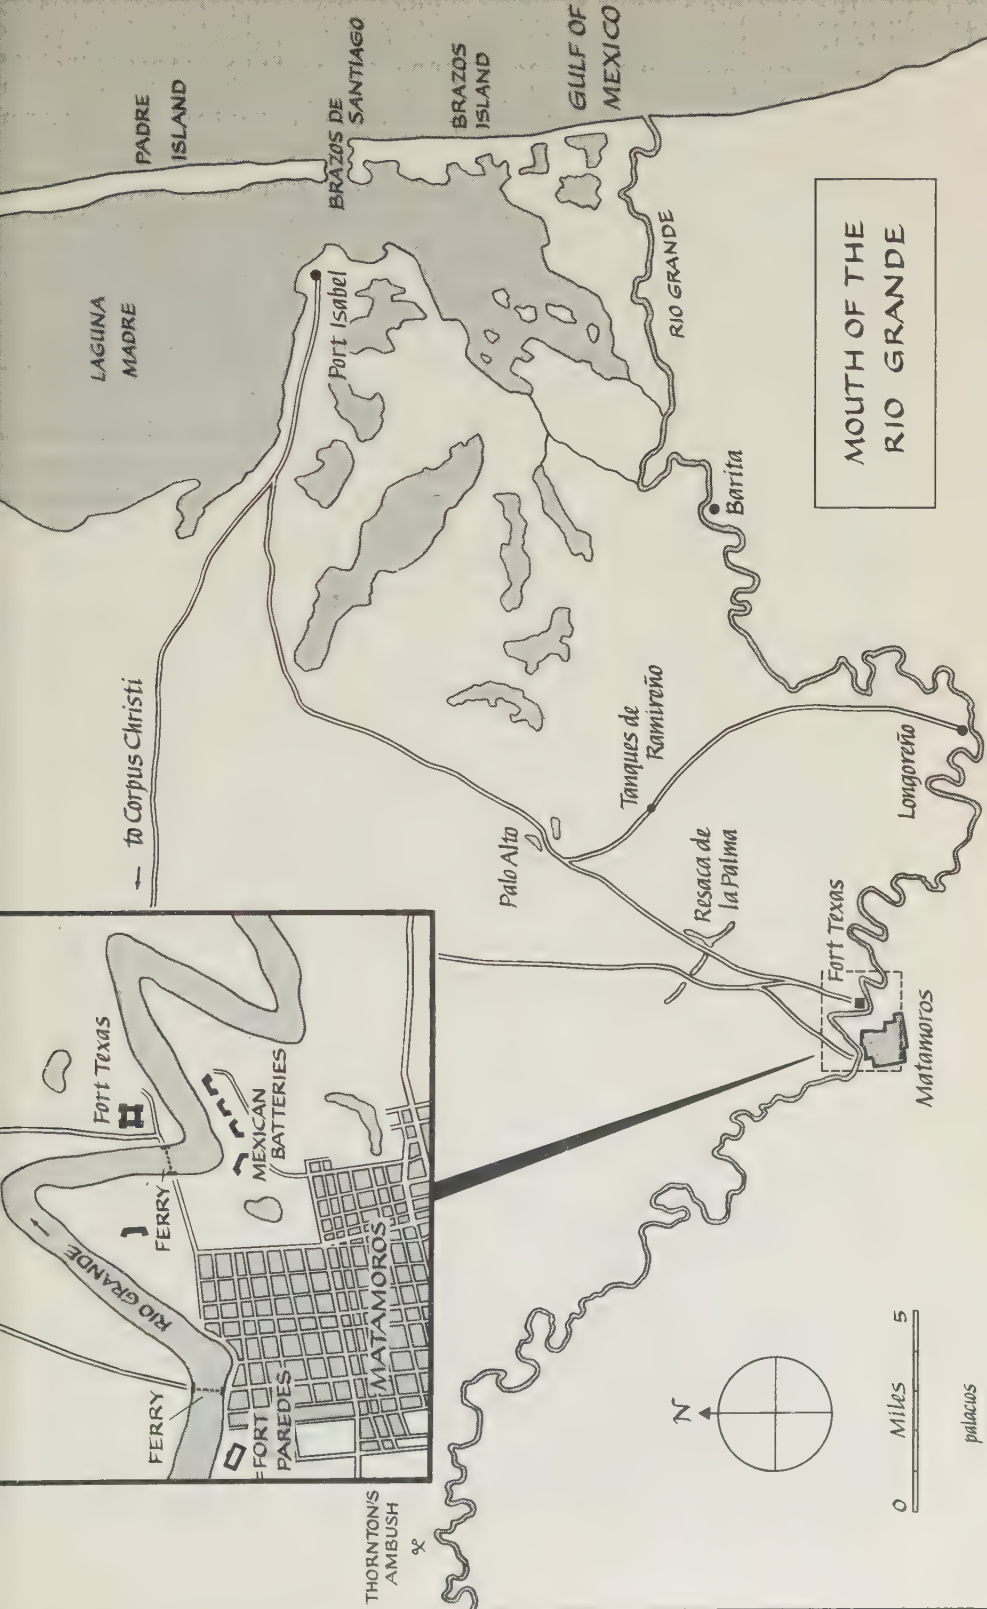 PADRE
ISLAND
BRAZOS DE
SANTIAGO
BRAZOS
ISLAND
GULF OF
MEXICO
LAGUNA
MADRE
Port Isabel
RIO GRANDE
MOUTH OF THE
RIO GRANDE
Barita
← to Corpus Christi
Tanques de
Ramireño
Longoreño
Palo Alto
Resaca de
la Palma
Fort Texas
Matamoros
Fort Texas
MEXICAN
BATTERIES
FERRY
RIO GRANDE
MATAMOROS
FERRY
FORT
PAREDES
THORNTON'S
AMBUSH
N
0 Miles 5
palacios